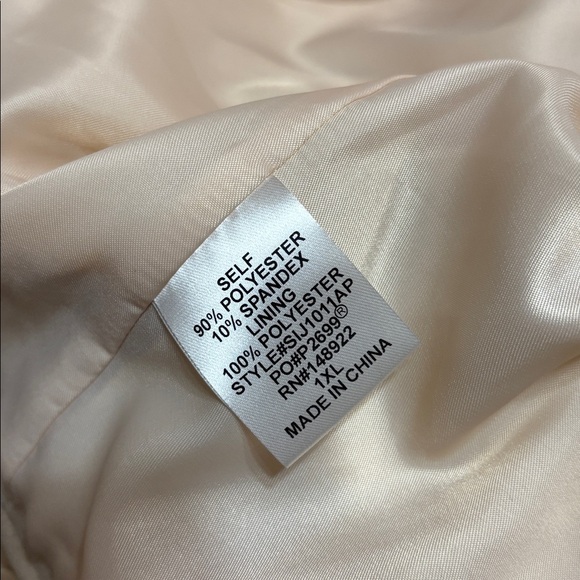 SELF
90% POLYESTER
10% SPANDEX
LINING
100% POLYESTER
STYLE#SIJ1011AP
PO#P2699®
RN#148922
1XL
MADE IN CHINA